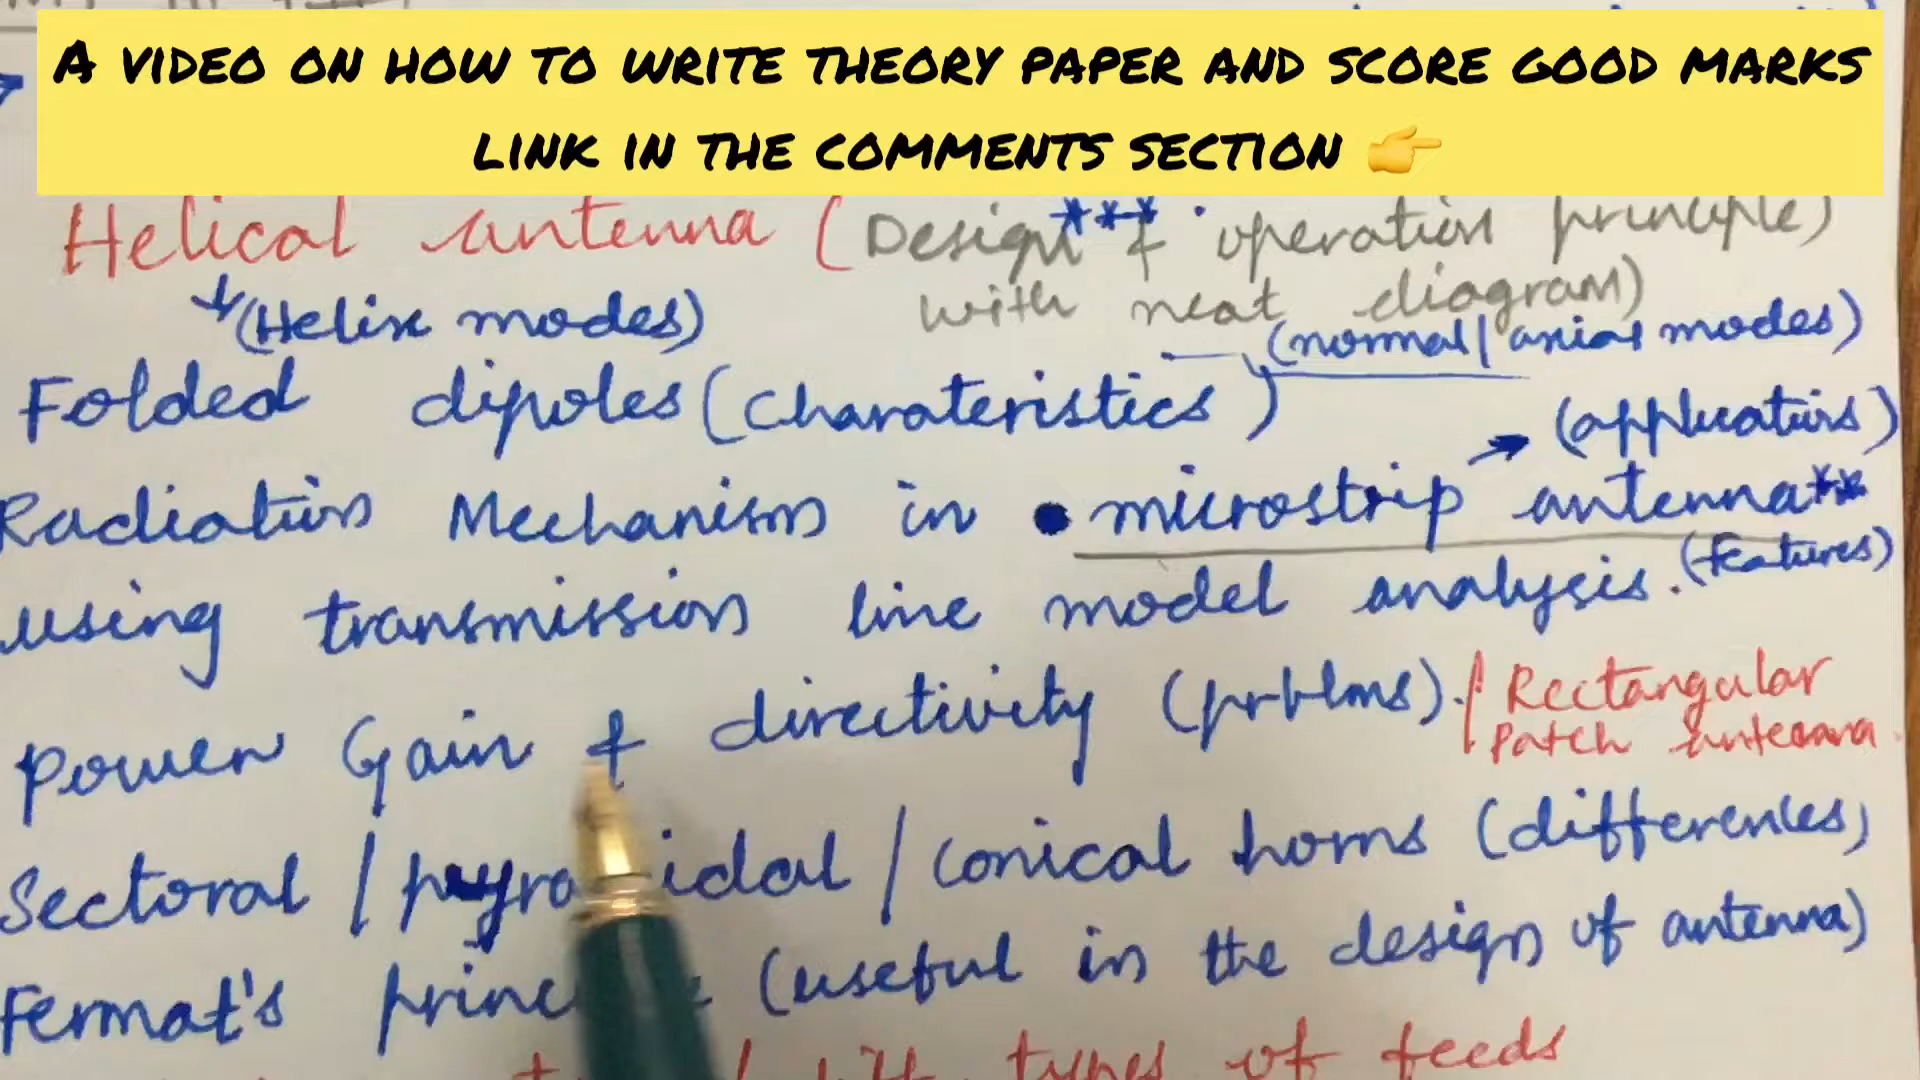 A VIDEO ON HOW TO WRITE THEORY PAPER AND SCORE GOOD MARKS
LINK IN THE COMMENTS SECTION 👉
Helical antenna (Design*** & operation principle)
with neat diagram)
(Helix modes)
(normal/axial modes)
Folded dipoles (Charateristics)
(applications)
Radiation Mechanism in microstrip antenna**
(features)
using transmission line model analysis.
Power Gain & directivity (prblms).
Rectangular
Patch antenna.
Sectoral / pyramidal / conical horns (differences)
Fermat's (useful in the design of antenna)
types of feeds